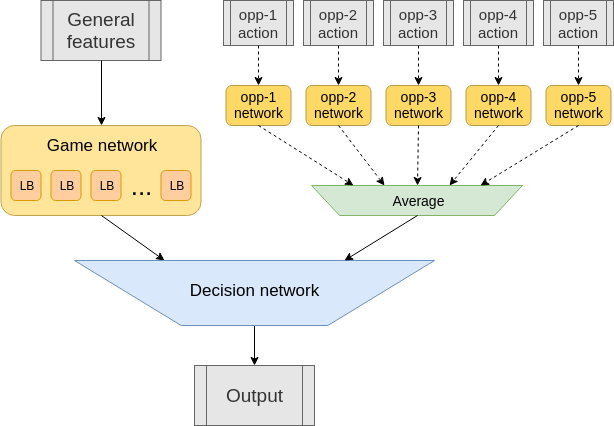 General
features
opp-1
action
opp-2
action
opp-3
action
opp-4
action
opp-5
action
opp-1
network
opp-2
network
opp-3
network
opp-4
network
opp-5
network
Game network
LB LB LB ... LB
Average
Decision network
Output